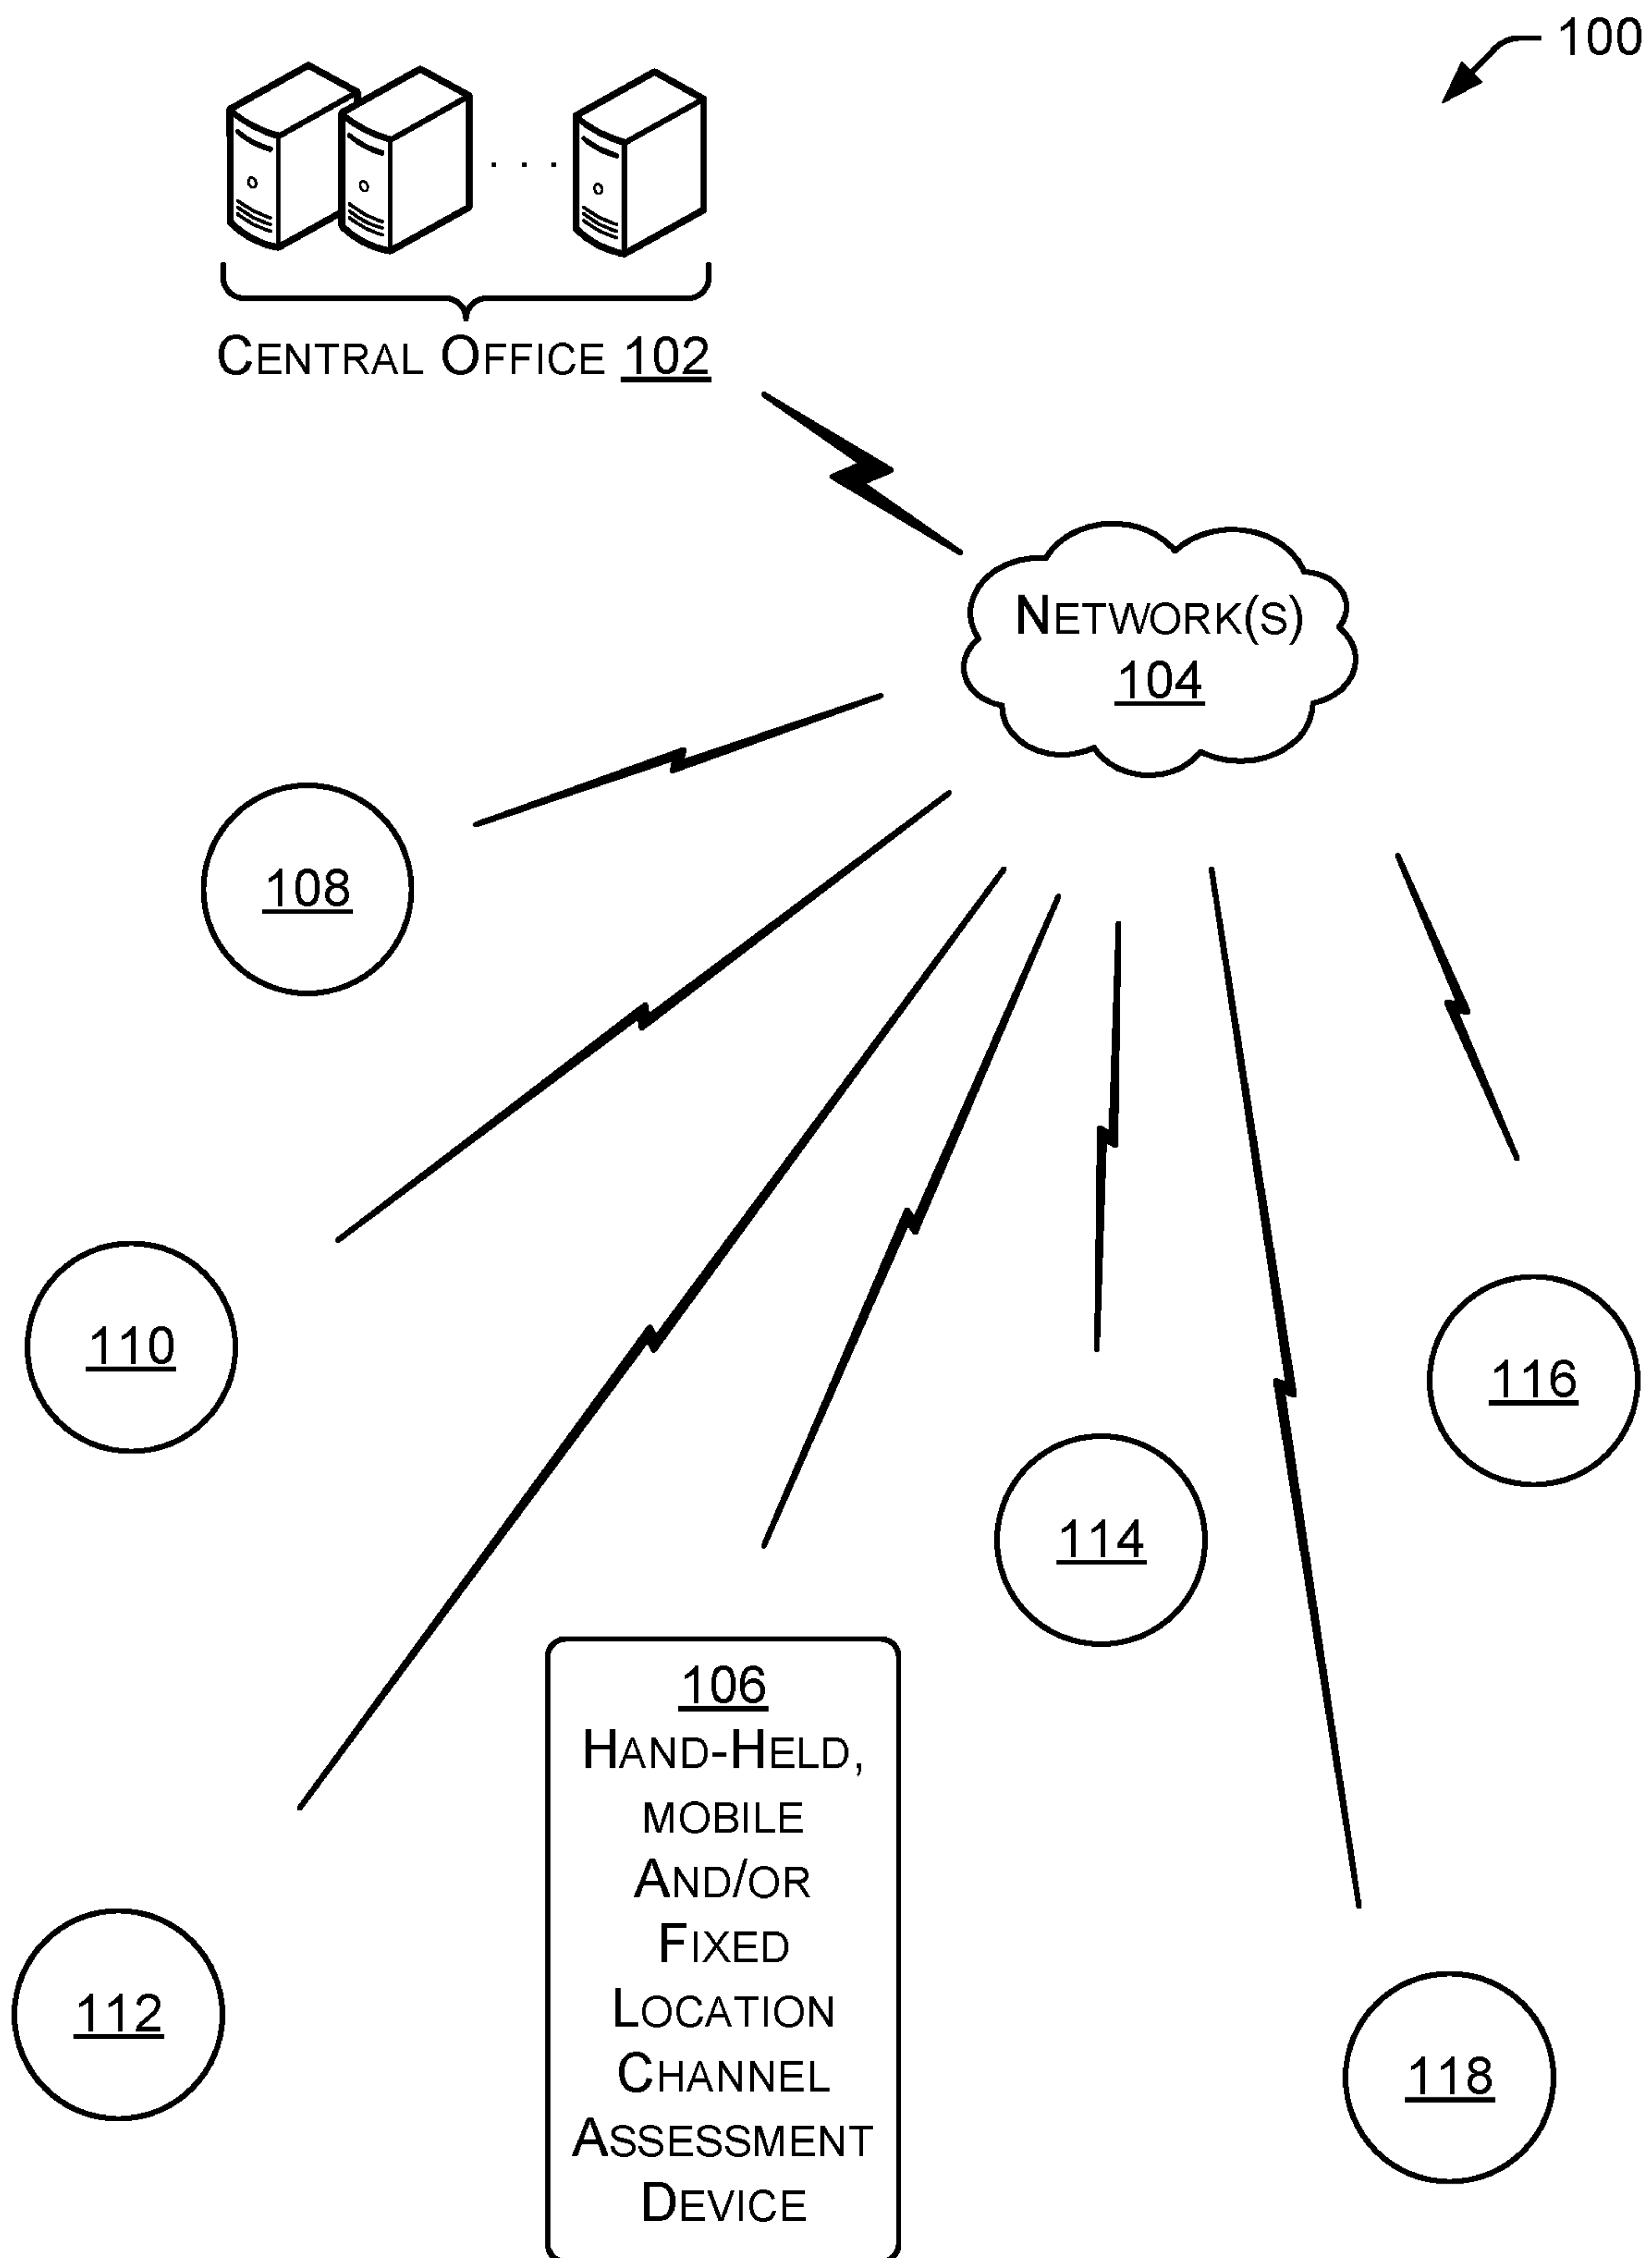 100
. . .
CENTRAL OFFICE 102
NETWORK(S)
104
108
110
116
114
106
HAND-HELD,
MOBILE
AND/OR
FIXED
LOCATION
CHANNEL
ASSESSMENT
DEVICE
112
118